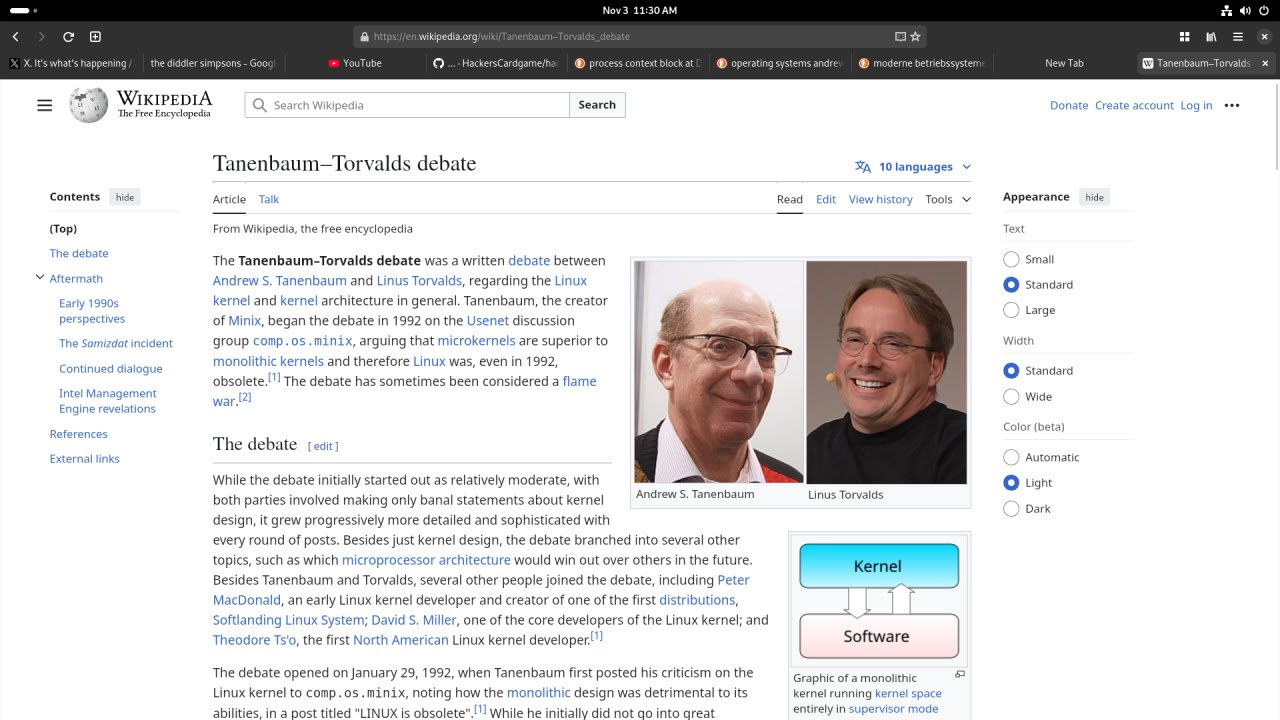 Nov 3 11:30 AM
https://en.wikipedia.org/wiki/Tanenbaum–Torvalds_debate
X. It's what's happening /
the diddler simpsons - Googl
YouTube
... · HackersCardgame/hac
process context block at D
operating systems andrew
moderne betriebssysteme
New Tab
Tanenbaum–Torvalds
WIKIPEDIA
The Free Encyclopedia
Search Wikipedia
Search
Donate Create account Log in
Contents hide
(Top)
The debate
Aftermath
Early 1990s
perspectives
The Samizdat incident
Continued dialogue
Intel Management
Engine revelations
References
External links
Tanenbaum–Torvalds debate
10 languages
Article Talk
Read Edit View history Tools
From Wikipedia, the free encyclopedia
The Tanenbaum–Torvalds debate was a written debate between
Andrew S. Tanenbaum and Linus Torvalds, regarding the Linux
kernel and kernel architecture in general. Tanenbaum, the creator
of Minix, began the debate in 1992 on the Usenet discussion
group comp.os.minix, arguing that microkernels are superior to
monolithic kernels and therefore Linux was, even in 1992,
obsolete.[1] The debate has sometimes been considered a flame
war.[2]
Andrew S. Tanenbaum
Linus Torvalds
The debate [ edit ]
While the debate initially started out as relatively moderate, with
both parties involved making only banal statements about kernel
design, it grew progressively more detailed and sophisticated with
every round of posts. Besides just kernel design, the debate branched into several other
topics, such as which microprocessor architecture would win out over others in the future.
Besides Tanenbaum and Torvalds, several other people joined the debate, including Peter
MacDonald, an early Linux kernel developer and creator of one of the first distributions,
Softlanding Linux System; David S. Miller, one of the core developers of the Linux kernel; and
Theodore Ts'o, the first North American Linux kernel developer.[1]
The debate opened on January 29, 1992, when Tanenbaum first posted his criticism on the
Linux kernel to comp.os.minix, noting how the monolithic design was detrimental to its
abilities, in a post titled "LINUX is obsolete".[1] While he initially did not go into great
Kernel
Software
Graphic of a monolithic
kernel running kernel space
entirely in supervisor mode
Appearance hide
Text
Small
Standard
Large
Width
Standard
Wide
Color (beta)
Automatic
Light
Dark